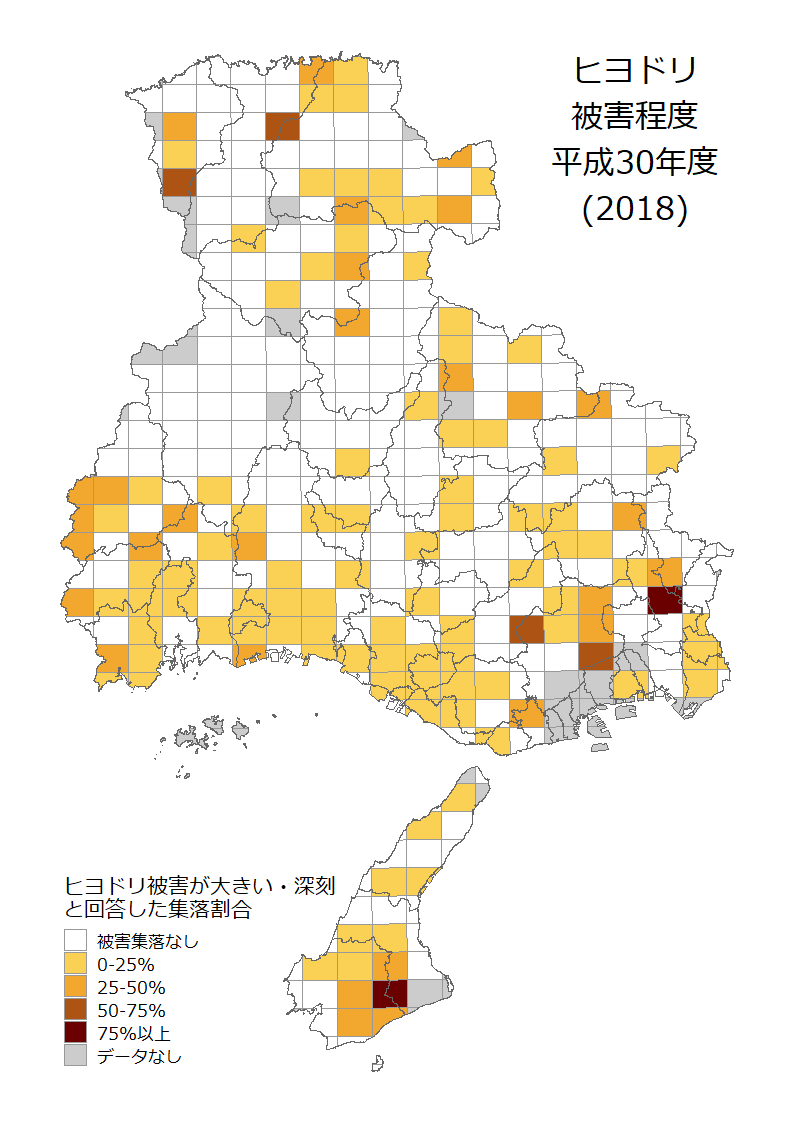 ヒヨドリ
被害程度
平成30年度
(2018)
ヒヨドリ被害が大きい・深刻
と回答した集落割合
被害集落なし
0-25%
25-50%
50-75%
75%以上
データなし